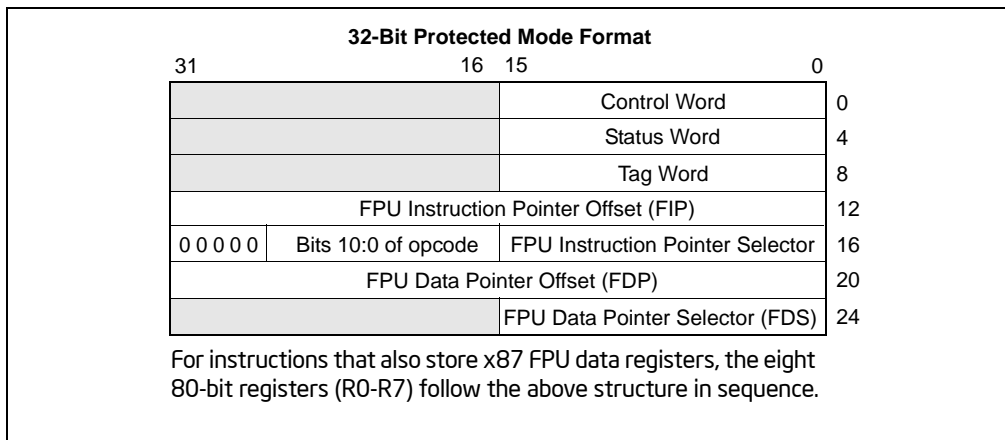 32-Bit Protected Mode Format
31 16 15 0
Control Word 0
Status Word 4
Tag Word 8
FPU Instruction Pointer Offset (FIP) 12
0 0 0 0 0 Bits 10:0 of opcode FPU Instruction Pointer Selector 16
FPU Data Pointer Offset (FDP) 20
FPU Data Pointer Selector (FDS) 24
For instructions that also store x87 FPU data registers, the eight
80-bit registers (R0-R7) follow the above structure in sequence.